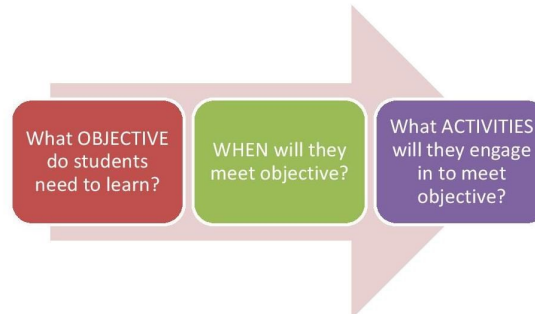 What OBJECTIVE
do students
need to learn?
WHEN will they
meet objective?
What ACTIVITIES
will they engage
in to meet
objective?